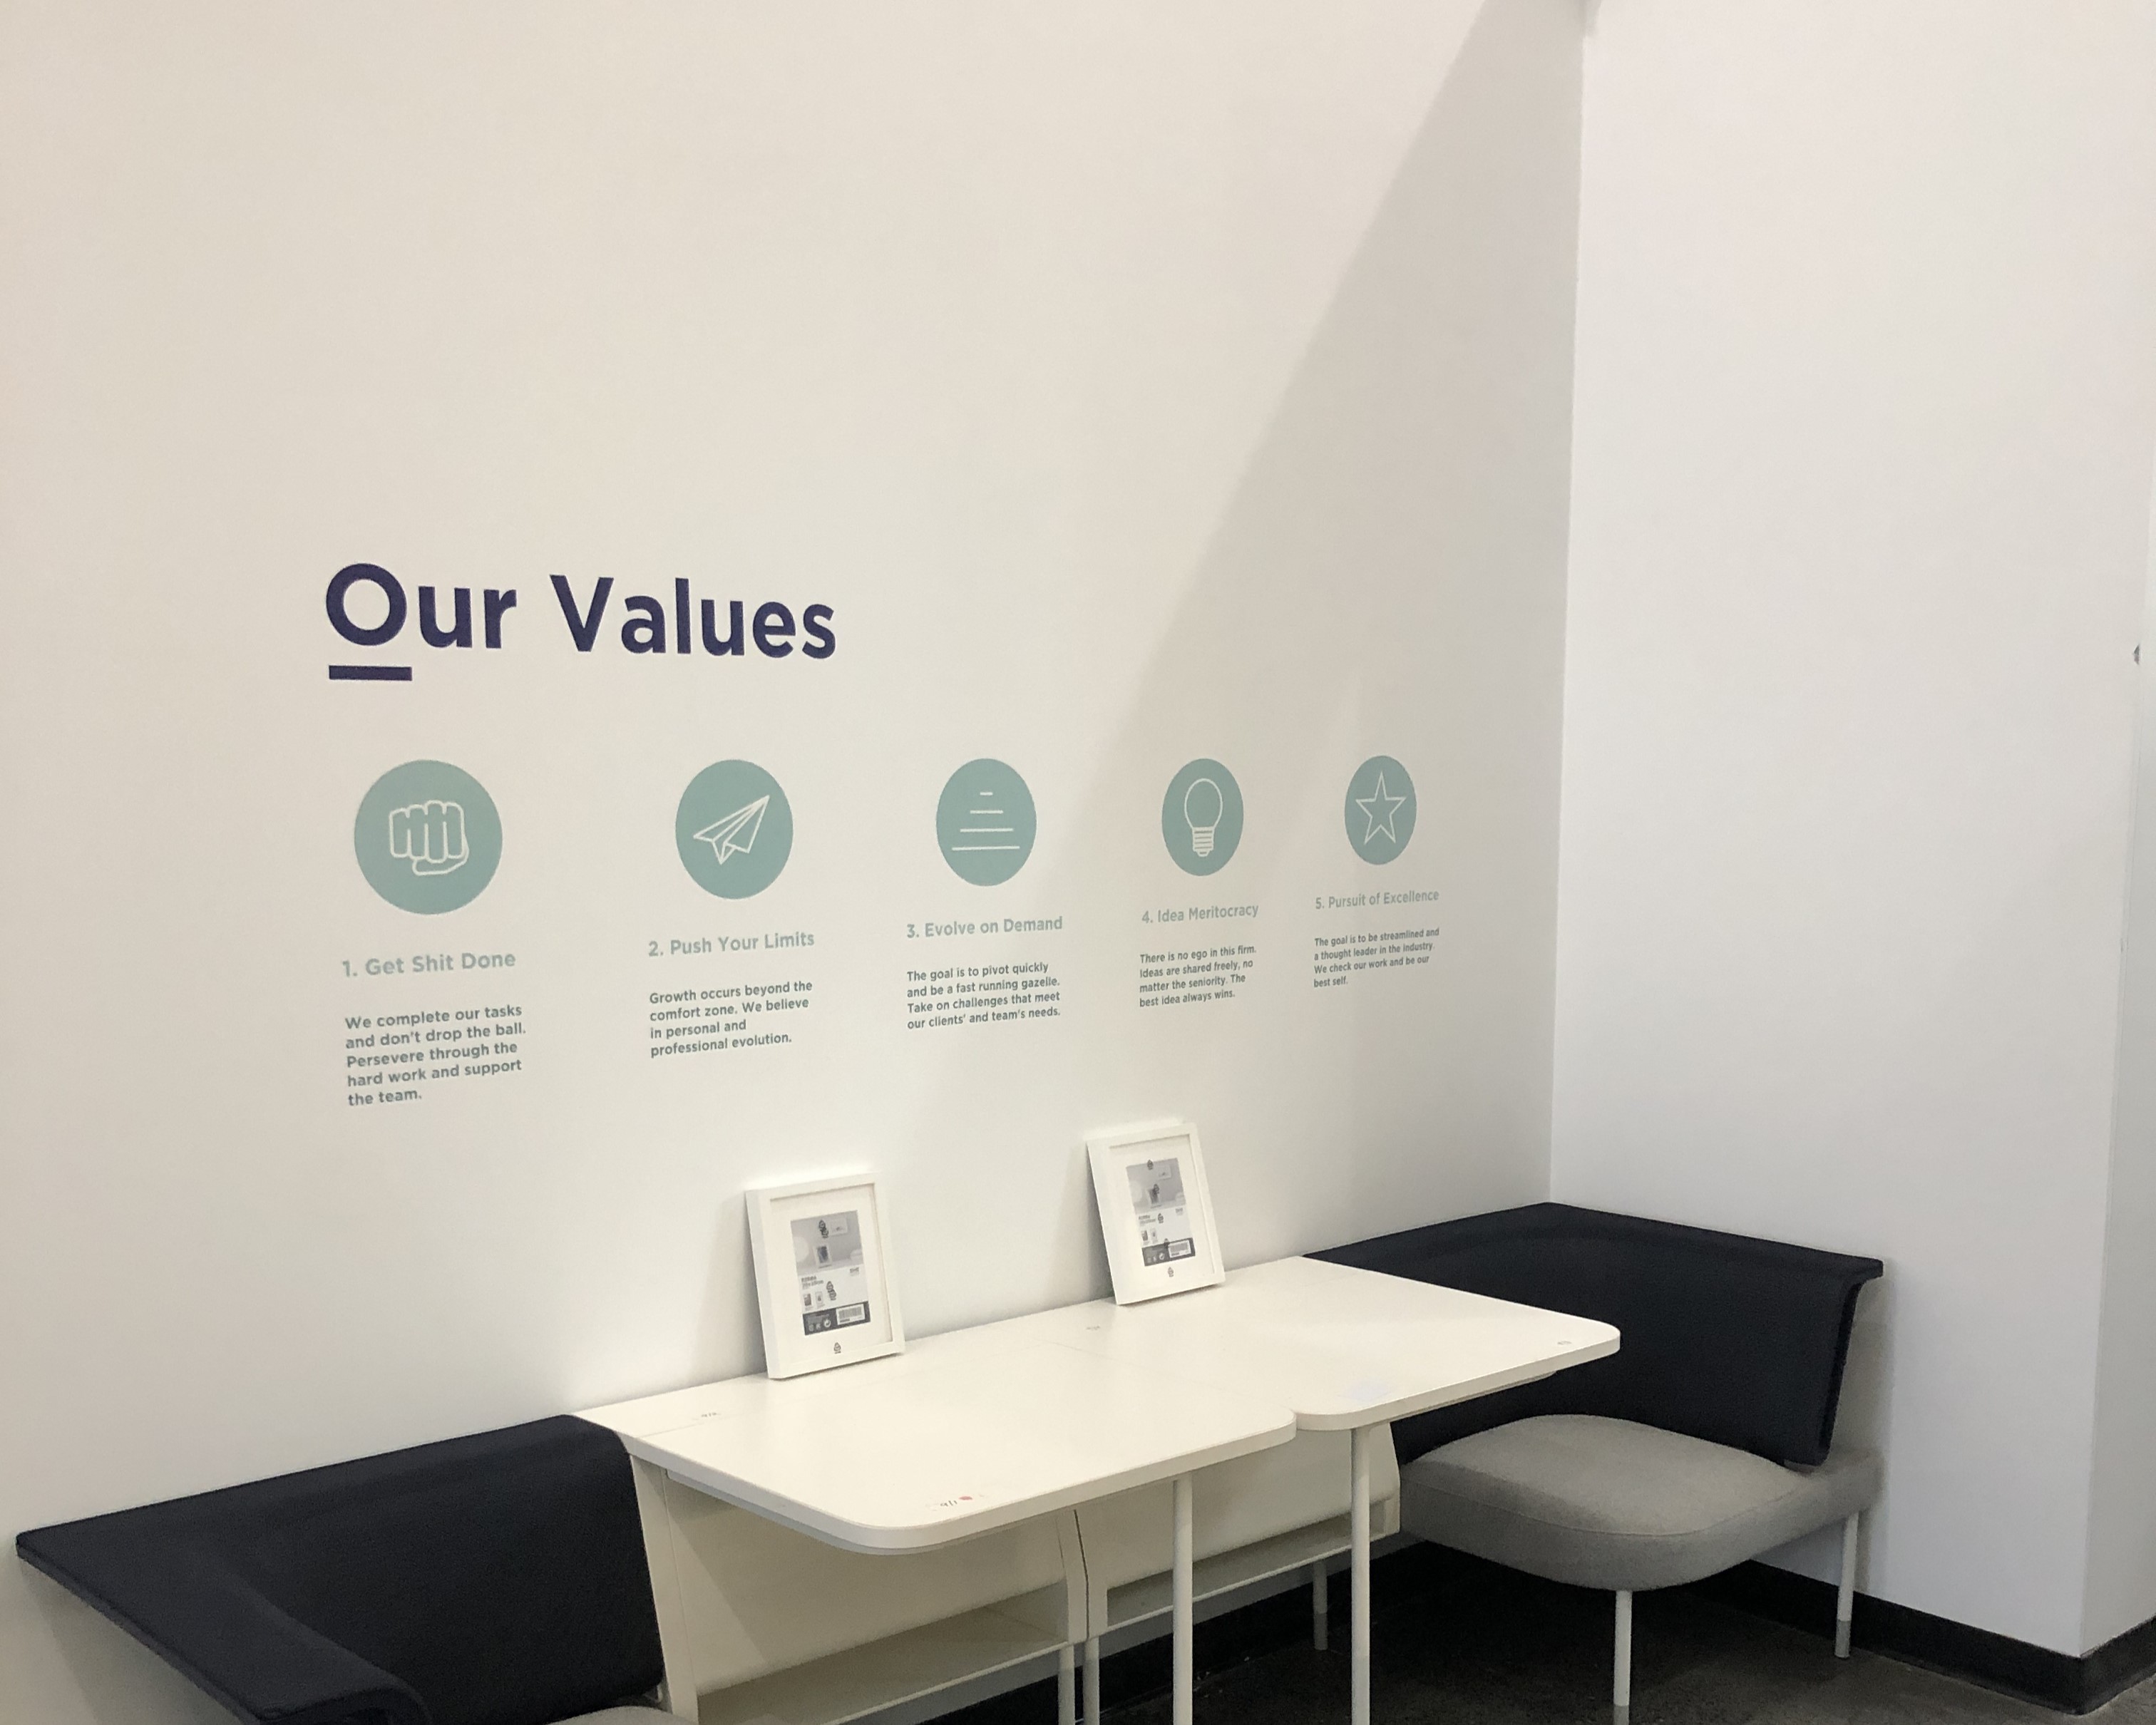 Our Values
1. Get Shit Done
We complete our tasks
and don't drop the ball.
Persevere through the
hard work and support
the team.
2. Push Your Limits
Growth occurs beyond the
comfort zone. We believe
in personal and
professional evolution.
3. Evolve on Demand
The goal is to pivot quickly
and be a fast running gazelle.
Take on challenges that meet
our clients' and team's needs.
4. Idea Meritocracy
There is no ego in this firm.
Ideas are shared freely, no
matter the seniority. The
best idea always wins.
5. Pursuit of Excellence
The goal is to be streamlined and
a thought leader in the industry.
We check our work and be our
best self.